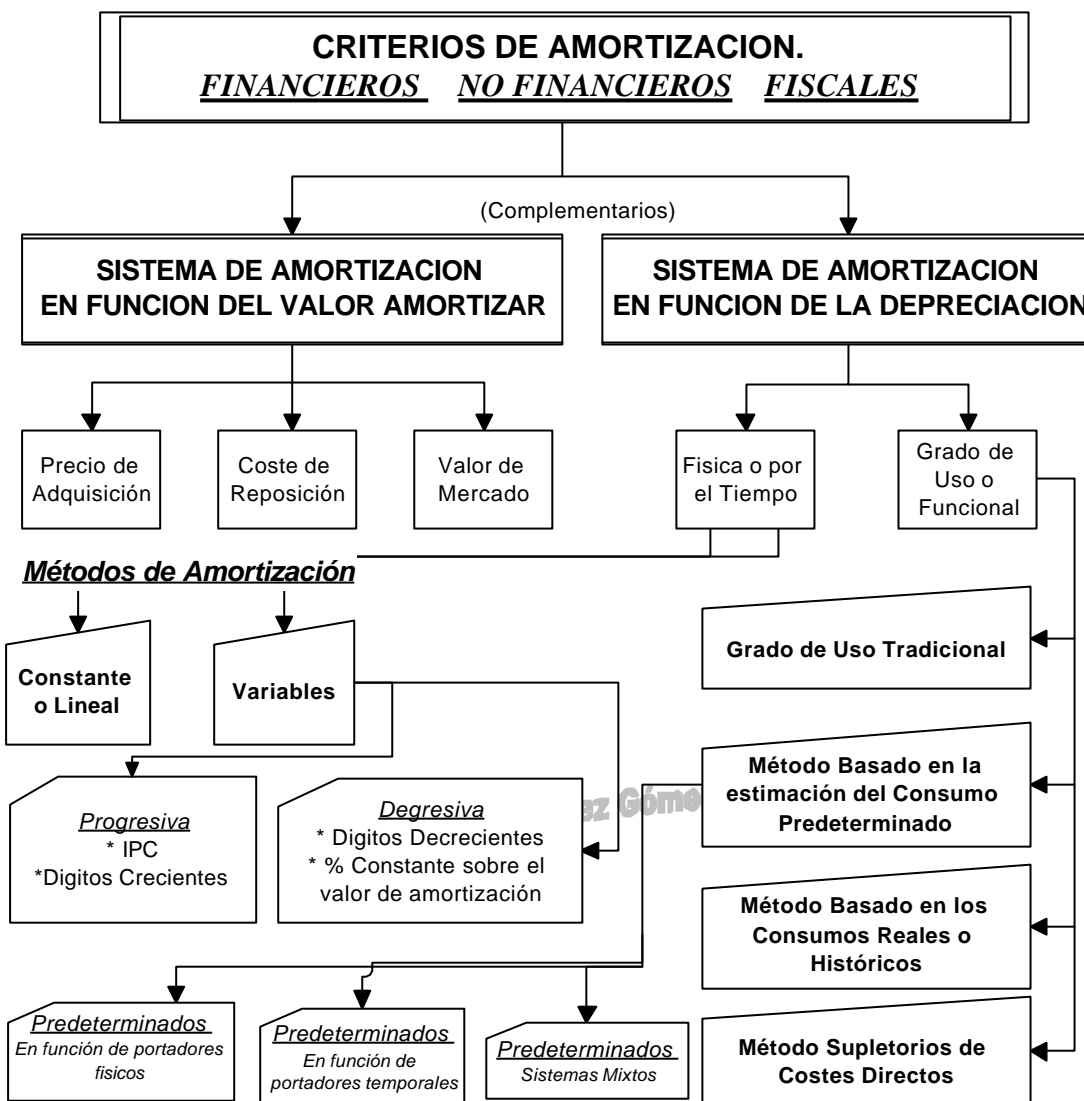 CRITERIOS DE AMORTIZACION.
FINANCIEROS NO FINANCIEROS FISCALES
(Complementarios)
SISTEMA DE AMORTIZACION
EN FUNCION DEL VALOR AMORTIZAR
SISTEMA DE AMORTIZACION
EN FUNCION DE LA DEPRECIACION
Precio de
Adquisición
Coste de
Reposición
Valor de
Mercado
Fisica o por
el Tiempo
Grado de
Uso o
Funcional
Métodos de Amortización
Constante
o Lineal
Variables
Grado de Uso Tradicional
Progresiva
* IPC
*Digitos Crecientes
Degresiva
* Digitos Decrecientes
* % Constante sobre el
valor de amortización
Método Basado en la
estimación del Consumo
Predeterminado
Método Basado en los
Consumos Reales o
Históricos
Predeterminados
En función de portadores
fisicos
Predeterminados
En función de
portadores temporales
Predeterminados
Sistemas Mixtos
Método Supletorios de
Costes Directos